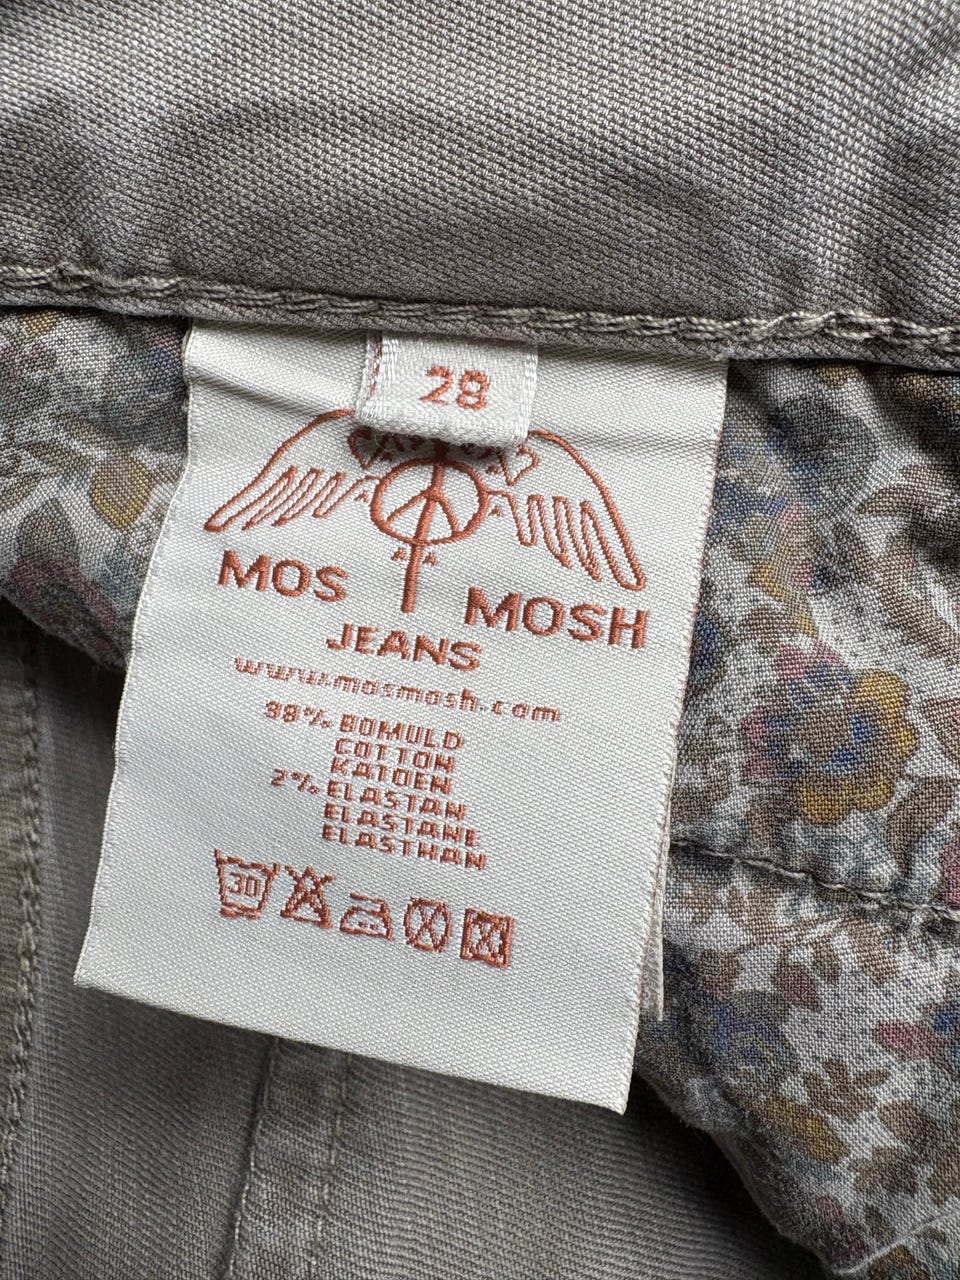 28
MOS MOSH
JEANS
www.mosmosh.com
98% BOMULD
COTTON
KATOEN
2% ELASTAN
ELASTANE
ELASTHAN
30